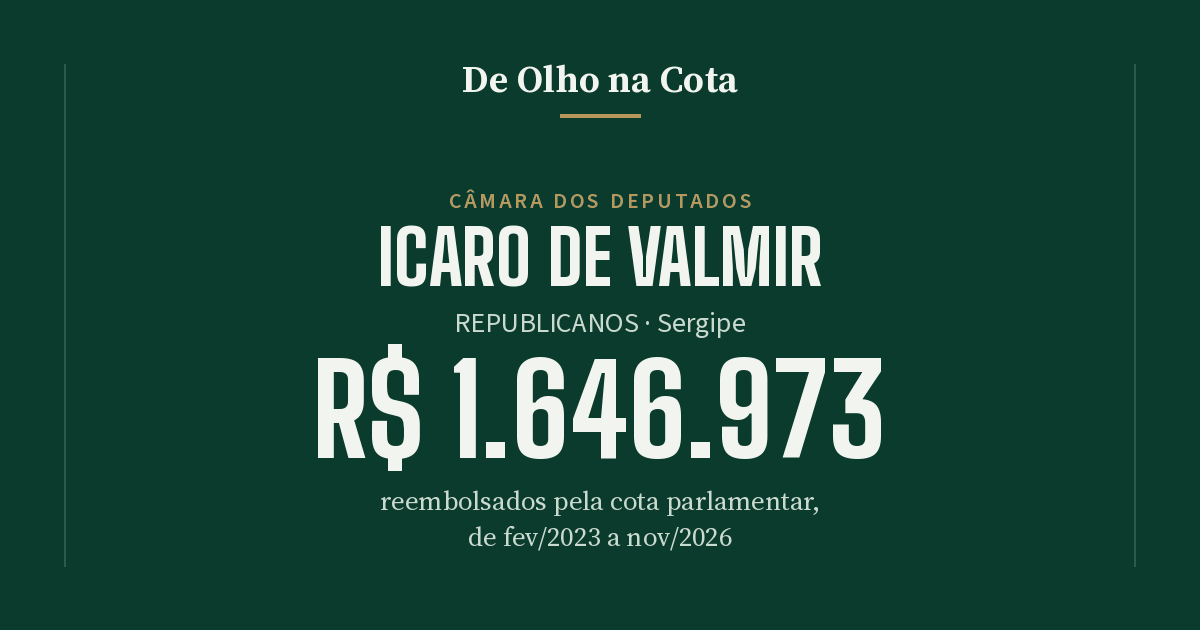 De Olho na Cota
CÂMARA DOS DEPUTADOS
ICARO DE VALMIR
REPUBLICANOS · Sergipe
R$ 1.646.973
reembolsados pela cota parlamentar,
de fev/2023 a nov/2026